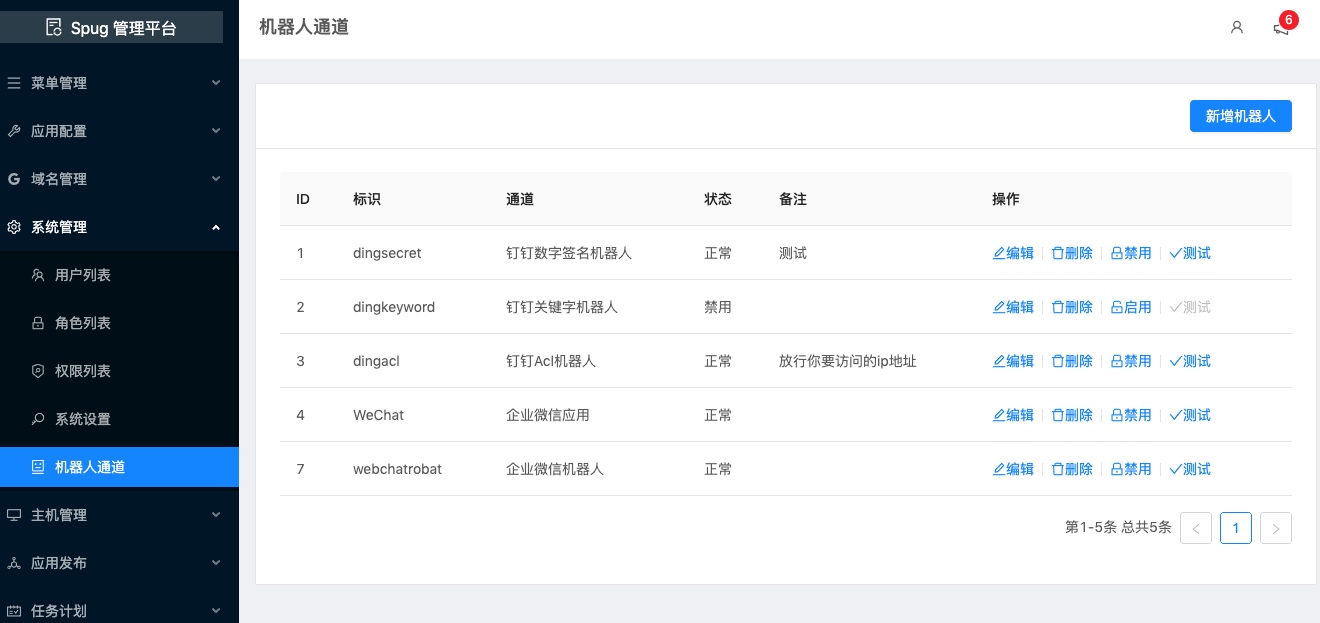 Spug 管理平台
菜单管理
应用配置
域名管理
系统管理
用户列表
角色列表
权限列表
系统设置
机器人通道
主机管理
应用发布
任务计划
机器人通道
6
新增机器人
ID 标识 通道 状态 备注 操作
1 dingsecret 钉钉数字签名机器人 正常 测试 编辑 删除 禁用 测试
2 dingkeyword 钉钉关键字机器人 禁用 编辑 删除 启用 测试
3 dingacl 钉钉Acl机器人 正常 放行你要访问的ip地址 编辑 删除 禁用 测试
4 WeChat 企业微信应用 正常 编辑 删除 禁用 测试
7 webchatrobat 企业微信机器人 正常 编辑 删除 禁用 测试
第1-5条 总共5条 < 1 >